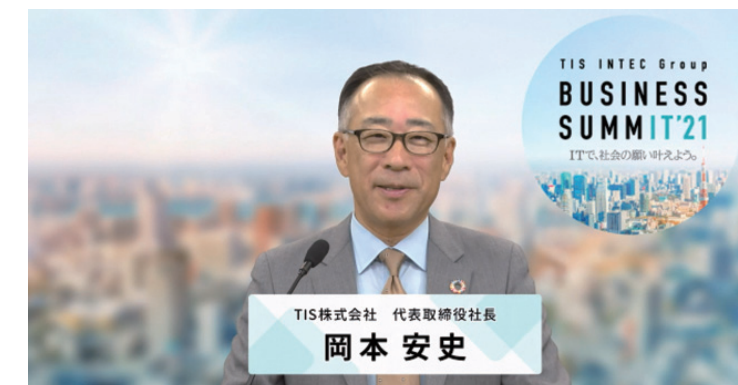 TIS INTEC Group
BUSINESS
SUMMIT'21
ITで、社会の願い叶えよう。
TIS株式会社　代表取締役社長
岡本 安史